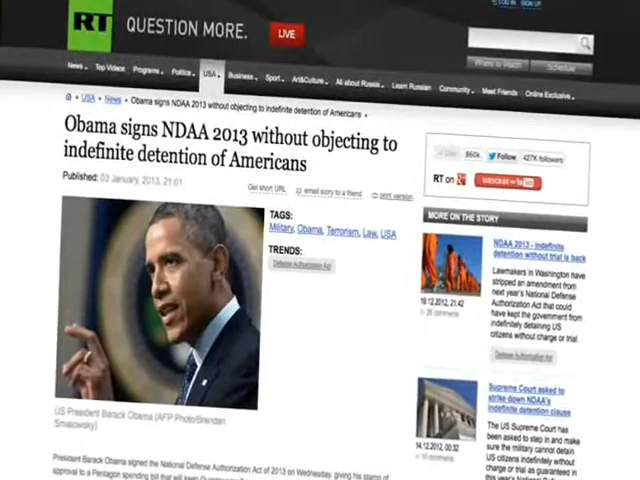 LOG IN SIGN UP
RT QUESTION MORE. LIVE
News Top Videos Programs Politics USA Business Sport Art&Culture All about Russia Learn Russian Community Meet Friends Online Exclusive
Where to Watch Schedule
USA News Obama signs NDAA 2013 without objecting to indefinite detention of Americans
Obama signs NDAA 2013 without objecting to
indefinite detention of Americans
Published: 03 January, 2013, 21:01
Get short URL email story to a friend print version
TAGS:
Military, Obama, Terrorism, Law, USA
TRENDS:
Defense Authorization Act
US President Barack Obama (AFP Photo/Brendan
Smialowsky)
President Barack Obama signed the National Defense Authorization Act of 2013 on Wednesday, giving his stamp of
approval to a Pentagon spending bill that will keep
Like 860k Follow 427K followers
RT on SUBSCRIBE
MORE ON THE STORY
NDAA 2013 - Indefinite
detention without trial is back
Lawmakers in Washington have
stripped an amendment from
next year's National Defense
Authorization Act that could
have kept the government from
indefinitely detaining US
citizens without charge or trial
19.12.2012, 21:42
26 comments
Defense Authorization Act
Supreme Court asked to
strike down NDAA's
indefinite detention clause
The US Supreme Court has
been asked to step in and make
sure the military cannot detain
US citizens indefinitely without
charge or trial as guaranteed in
this year's National Defense
14.12.2012, 00:32
comments